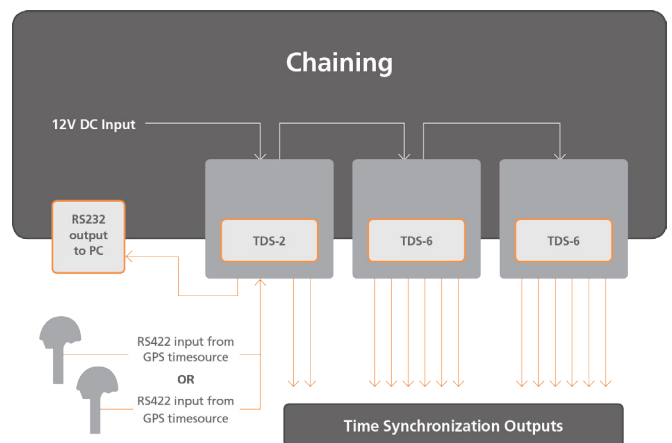 Chaining
12V DC Input
RS232
output
to PC
TDS-2
TDS-6
TDS-6
RS422 input from
GPS timesource
OR
RS422 input from
GPS timesource
Time Synchronization Outputs